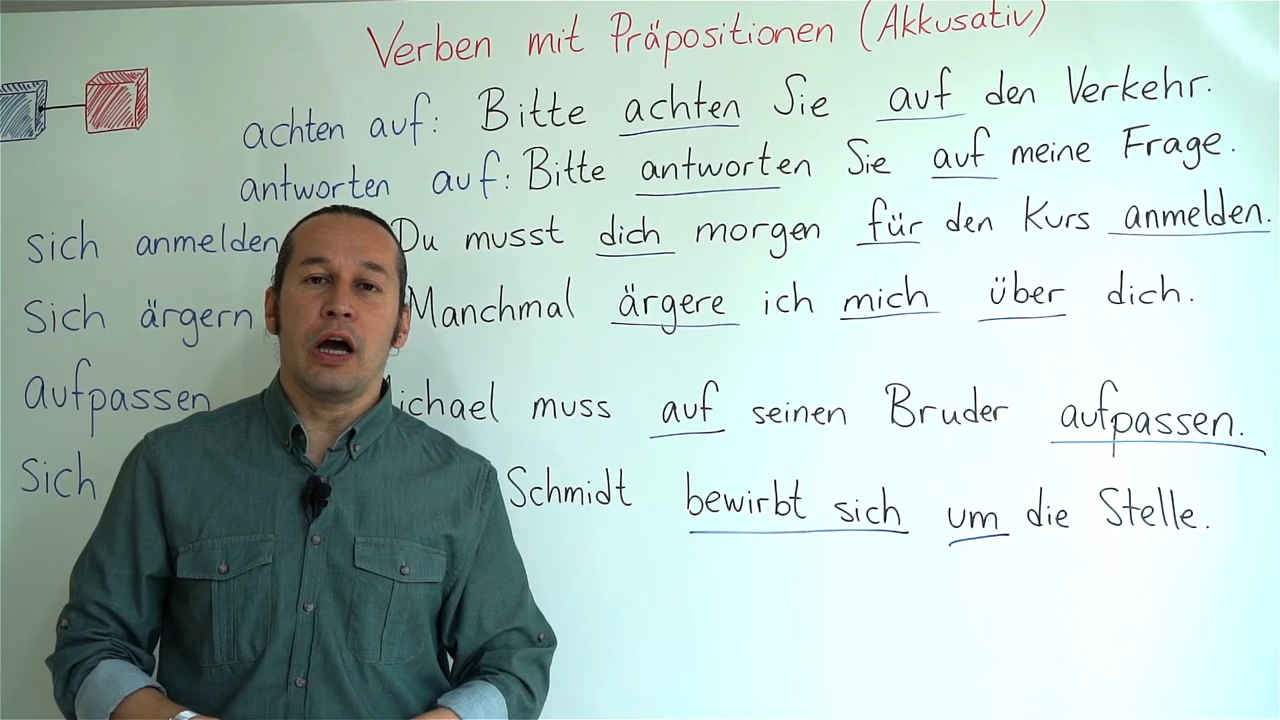 Verben mit Präpositionen (Akkusativ)
achten auf: Bitte achten Sie auf den Verkehr.
antworten auf: Bitte antworten Sie auf meine Frage.
sich anmelden Du musst dich morgen für den Kurs anmelden.
Sich ärgern Manchmal ärgere ich mich über dich.
aufpassen Michael muss auf seinen Bruder aufpassen.
Sich Schmidt bewirbt sich um die Stelle.